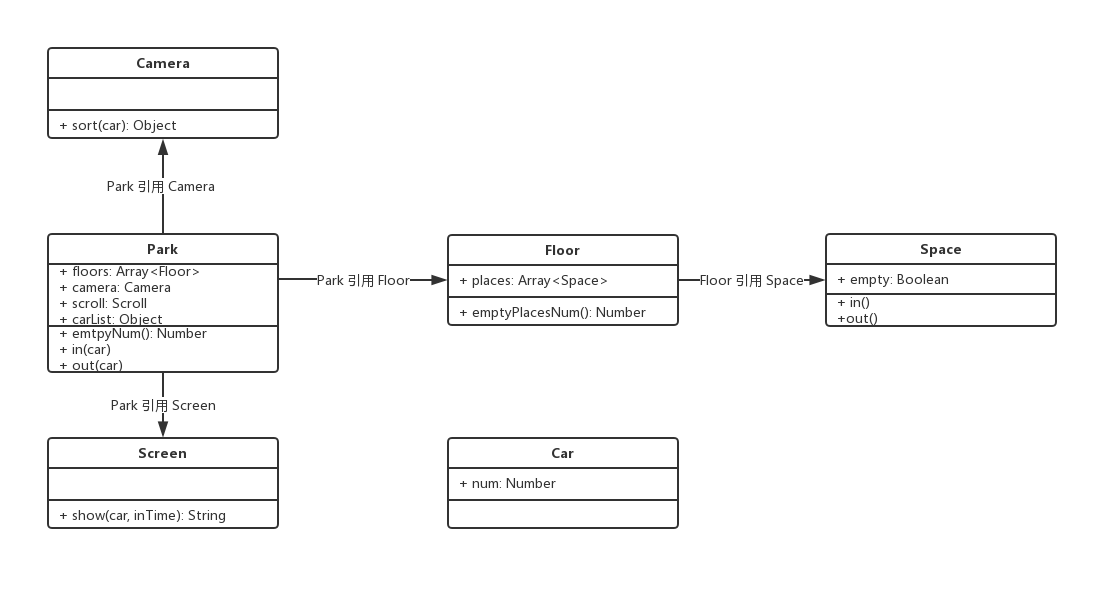 Camera
+ sort(car): Object
Park 引用 Camera
Park
+ floors: Array<Floor>
+ camera: Camera
+ scroll: Scroll
+ carList: Object
+ emtpyNum(): Number
+ in(car)
+ out(car)
Park 引用 Floor
Floor
+ places: Array<Space>
+ emptyPlacesNum(): Number
Floor 引用 Space
Space
+ empty: Boolean
+ in()
+out()
Park 引用 Screen
Screen
+ show(car, inTime): String
Car
+ num: Number